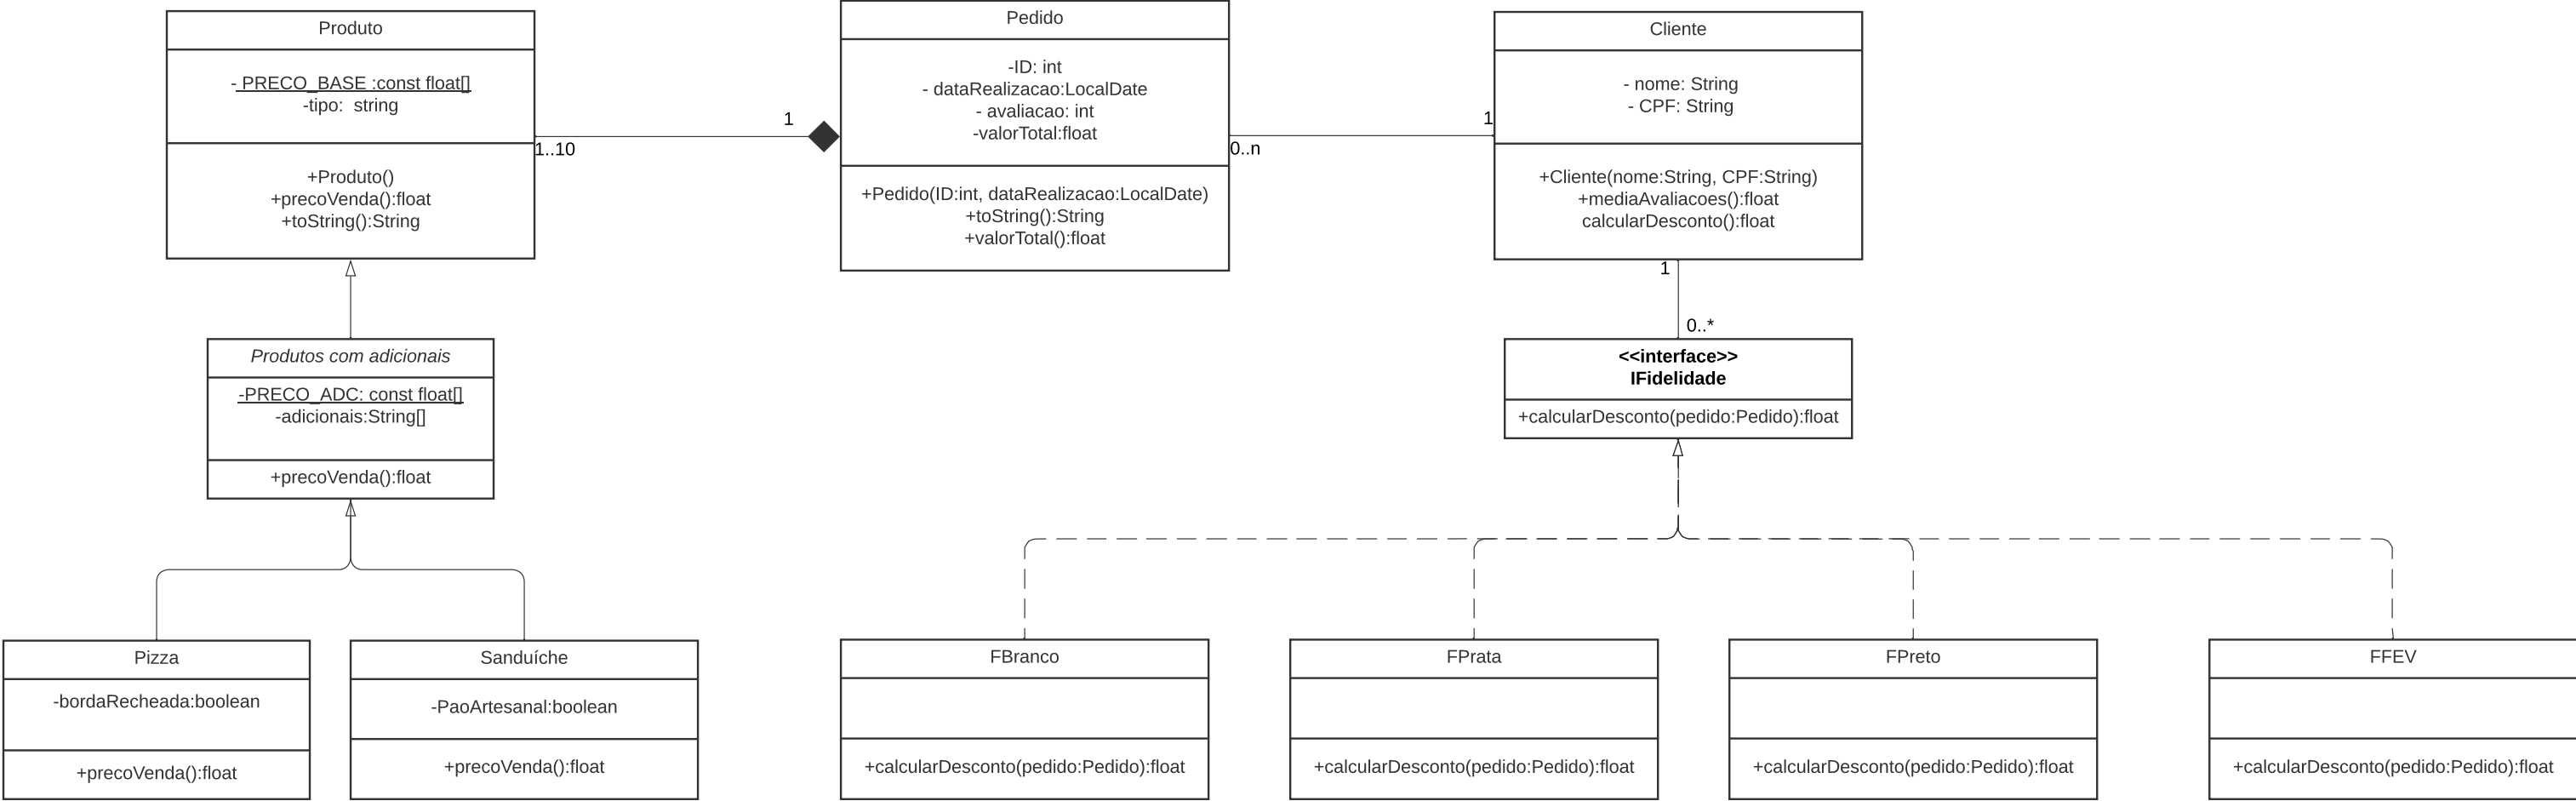 Produto
- PRECO_BASE :const float[]
-tipo:  string
+Produto()
+precoVenda():float
+toString():String
1
1..10
Pedido
-ID: int
- dataRealizacao:LocalDate
- avaliacao: int
-valorTotal:float
+Pedido(ID:int, dataRealizacao:LocalDate)
+toString():String
+valorTotal():float
1
0..n
Cliente
- nome: String
- CPF: String
+Cliente(nome:String, CPF:String)
+mediaAvaliacoes():float
calcularDesconto():float
1
0..*
Produtos com adicionais
-PRECO_ADC: const float[]
-adicionais:String[]
+precoVenda():float
<<interface>>
IFidelidade
+calcularDesconto(pedido:Pedido):float
Pizza
-bordaRecheada:boolean
+precoVenda():float
Sanduíche
-PaoArtesanal:boolean
+precoVenda():float
FBranco
+calcularDesconto(pedido:Pedido):float
FPrata
+calcularDesconto(pedido:Pedido):float
FPreto
+calcularDesconto(pedido:Pedido):float
FFEV
+calcularDesconto(pedido:Pedido):float